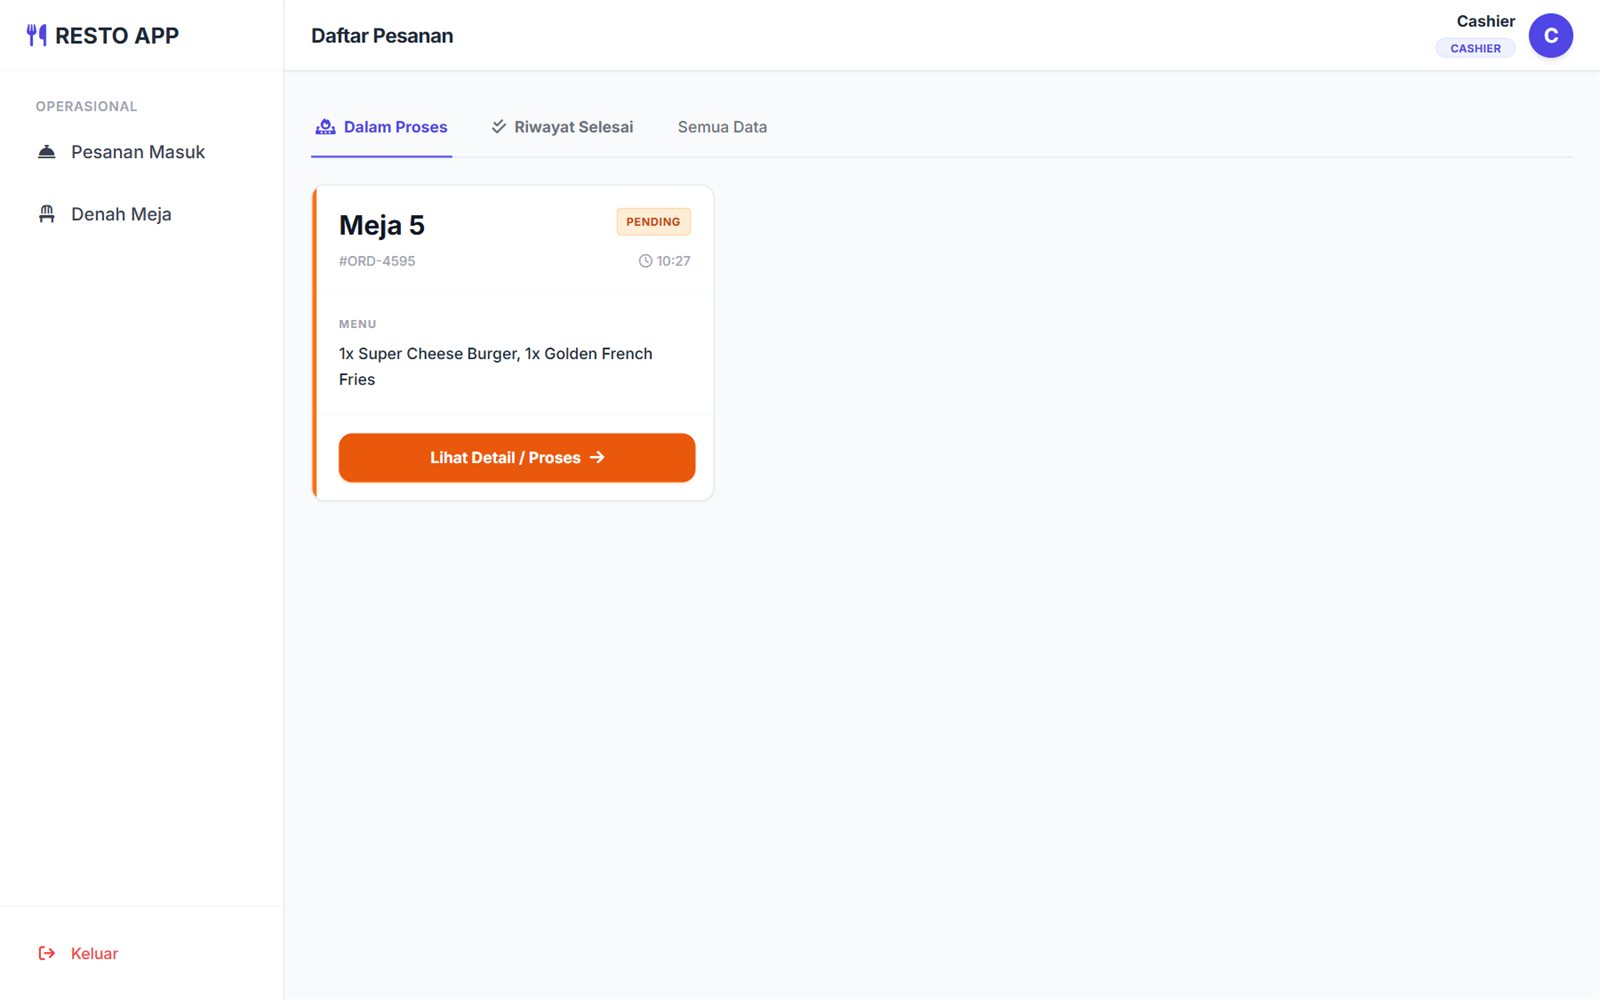 RESTO APP
Daftar Pesanan
Cashier
CASHIER
C
OPERASIONAL
Pesanan Masuk
Denah Meja
Keluar
Dalam Proses
Riwayat Selesai
Semua Data
Meja 5
PENDING
#ORD-4595
10:27
MENU
1x Super Cheese Burger, 1x Golden French
Fries
Lihat Detail / Proses →